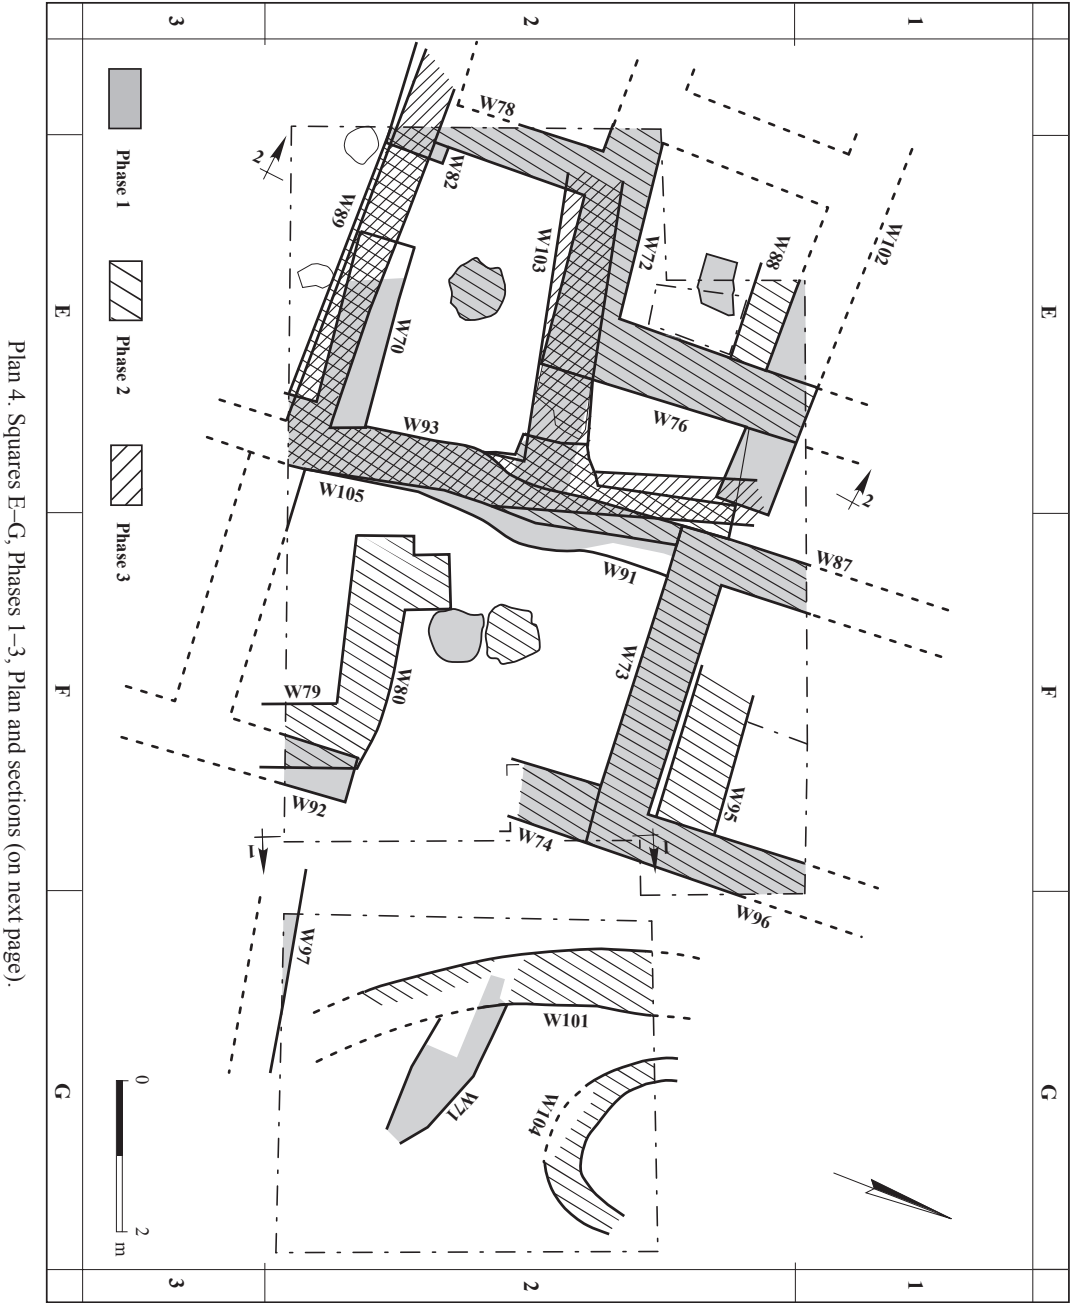 3
2
1
W78
W82
W89
W103
W72
W88
W102
2
E
E
W70
W93
W76
2
W105
W91
W87
W73
F
F
W79
W80
W92
W74
W95
W96
1
1
W97
W101
W71
W104
G
G
Phase 1
Phase 2
Phase 3
0
2
m
3
2
1
Plan 4. Squares E–G, Phases 1–3, Plan and sections (on next page).